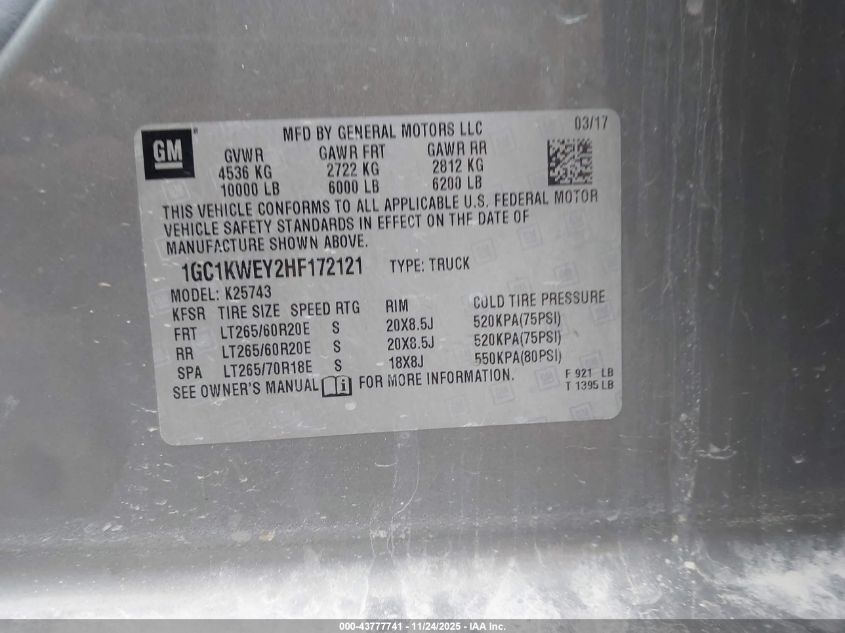 GM
MFD BY GENERAL MOTORS LLC 03/17
GVWR GAWR FRT GAWR RR
4536 KG 2722 KG 2812 KG
10000 LB 6000 LB 6200 LB
THIS VEHICLE CONFORMS TO ALL APPLICABLE U.S. FEDERAL MOTOR
VEHICLE SAFETY STANDARDS IN EFFECT ON THE DATE OF
MANUFACTURE SHOWN ABOVE.
1GC1KWEY2HF172121 TYPE: TRUCK
MODEL: K25743
KFSR TIRE SIZE SPEED RTG RIM COLD TIRE PRESSURE
FRT LT265/60R20E S 20X8.5J 520KPA(75PSI)
RR LT265/60R20E S 20X8.5J 520KPA(75PSI)
SPA LT265/70R18E S 18X8J 550KPA(80PSI)
SEE OWNER'S MANUAL FOR MORE INFORMATION. F 921 LB
T 1395 LB
000-43777741 - 11/24/2025 - IAA Inc.